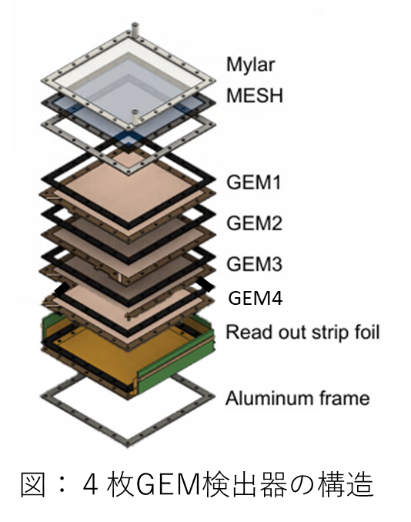 Mylar
MESH
GEM1
GEM2
GEM3
GEM4
Read out strip foil
Aluminum frame
図：４枚GEM検出器の構造